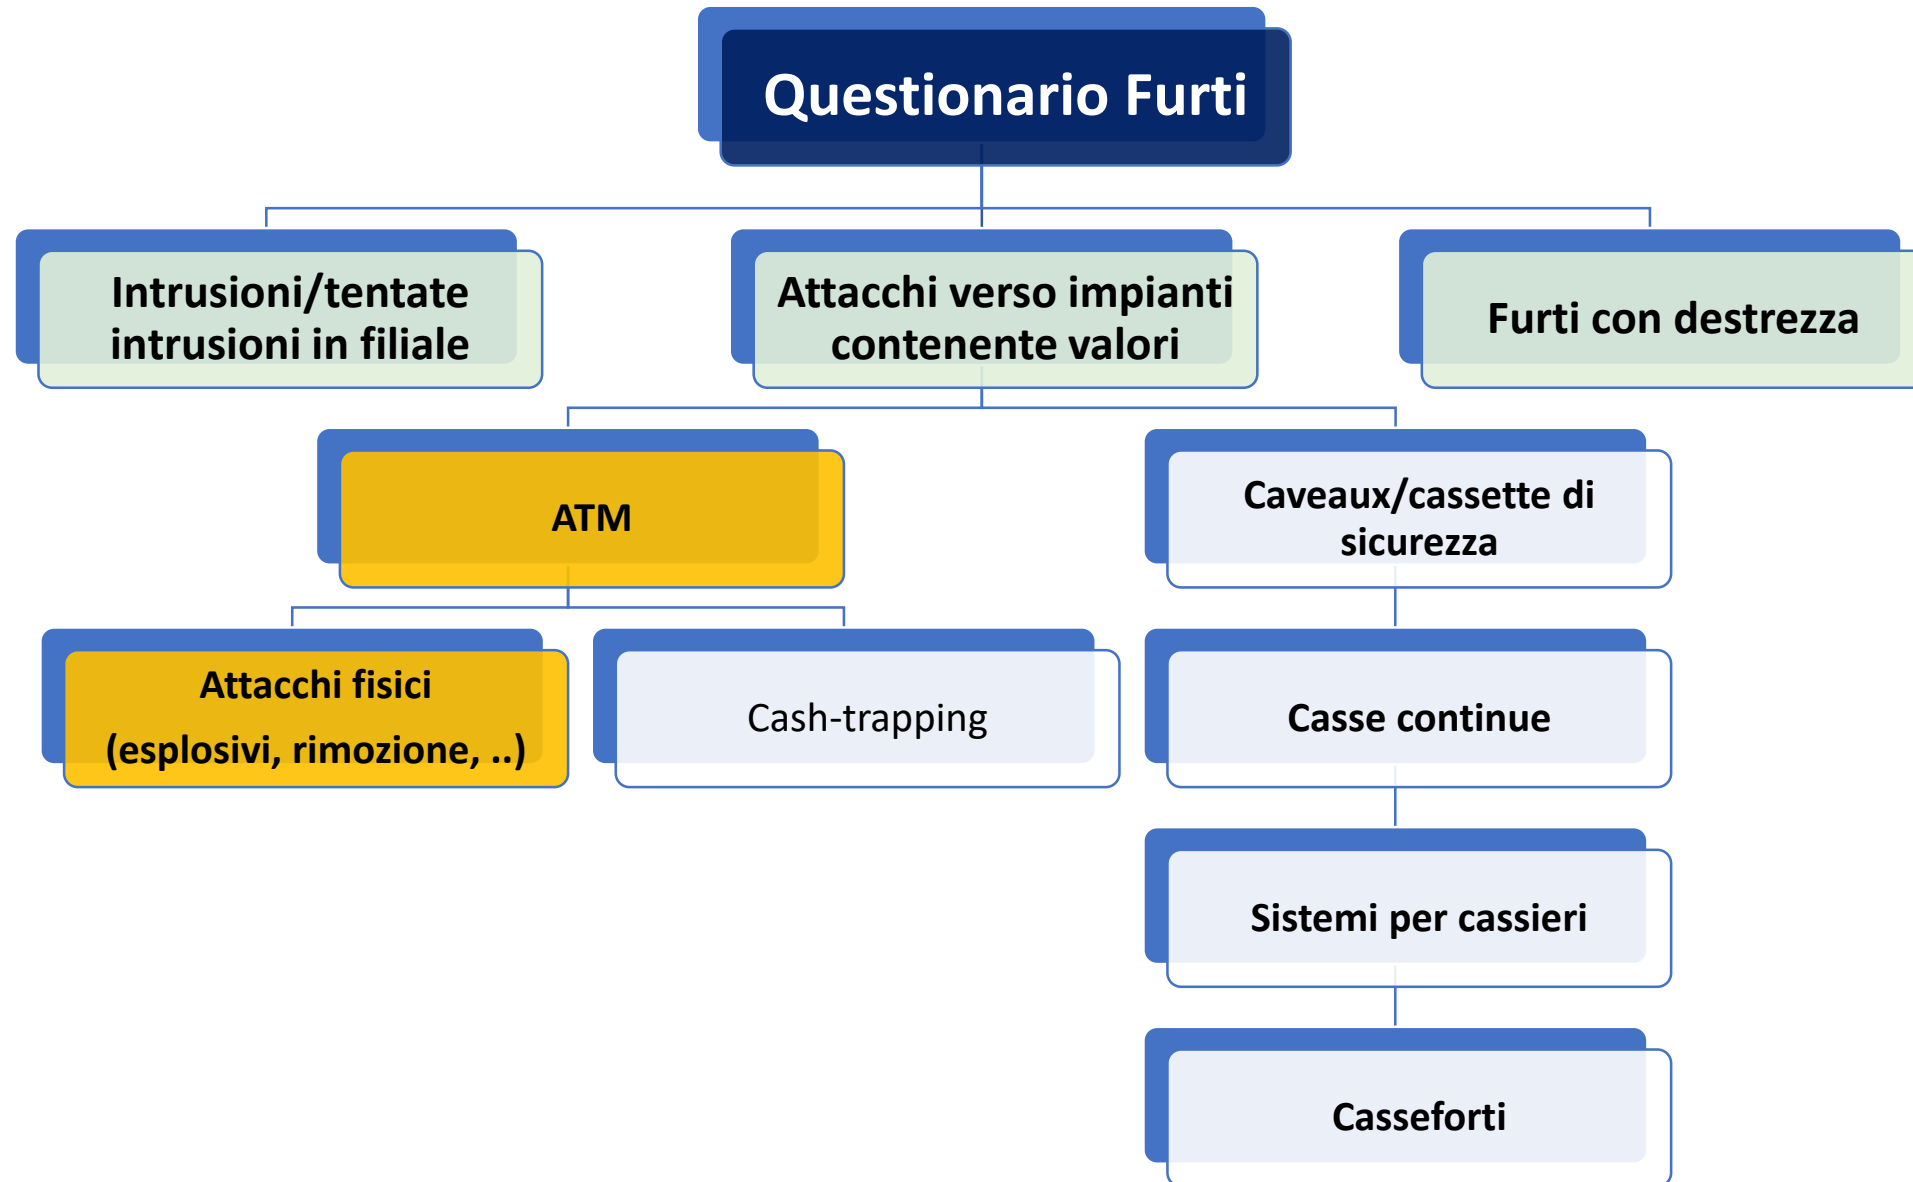 Questionario Furti
Intrusioni/tentate
intrusioni in filiale
Attacchi verso impianti
contenente valori
Furti con destrezza
ATM
Caveaux/cassette di
sicurezza
Attacchi fisici
(esplosivi, rimozione, ..)
Cash-trapping
Casse continue
Sistemi per cassieri
Casseforti